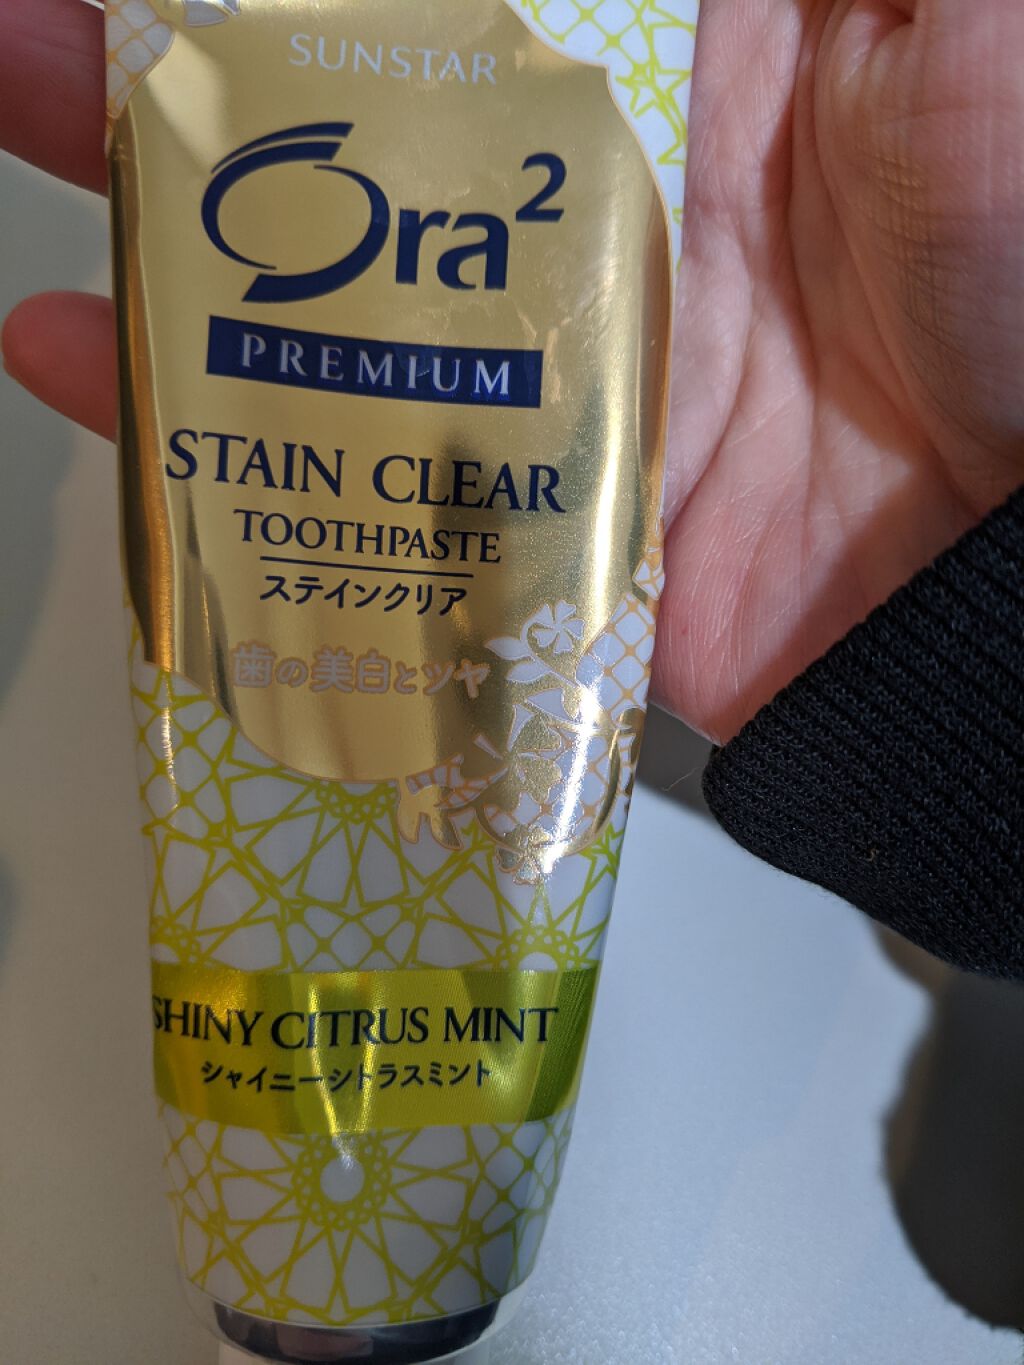 SUNSTAR
Ora²
PREMIUM
STAIN CLEAR
TOOTHPASTE
ステインクリア
歯の美白とツヤ
SHINY CITRUS MINT
シャイニーシトラスミント